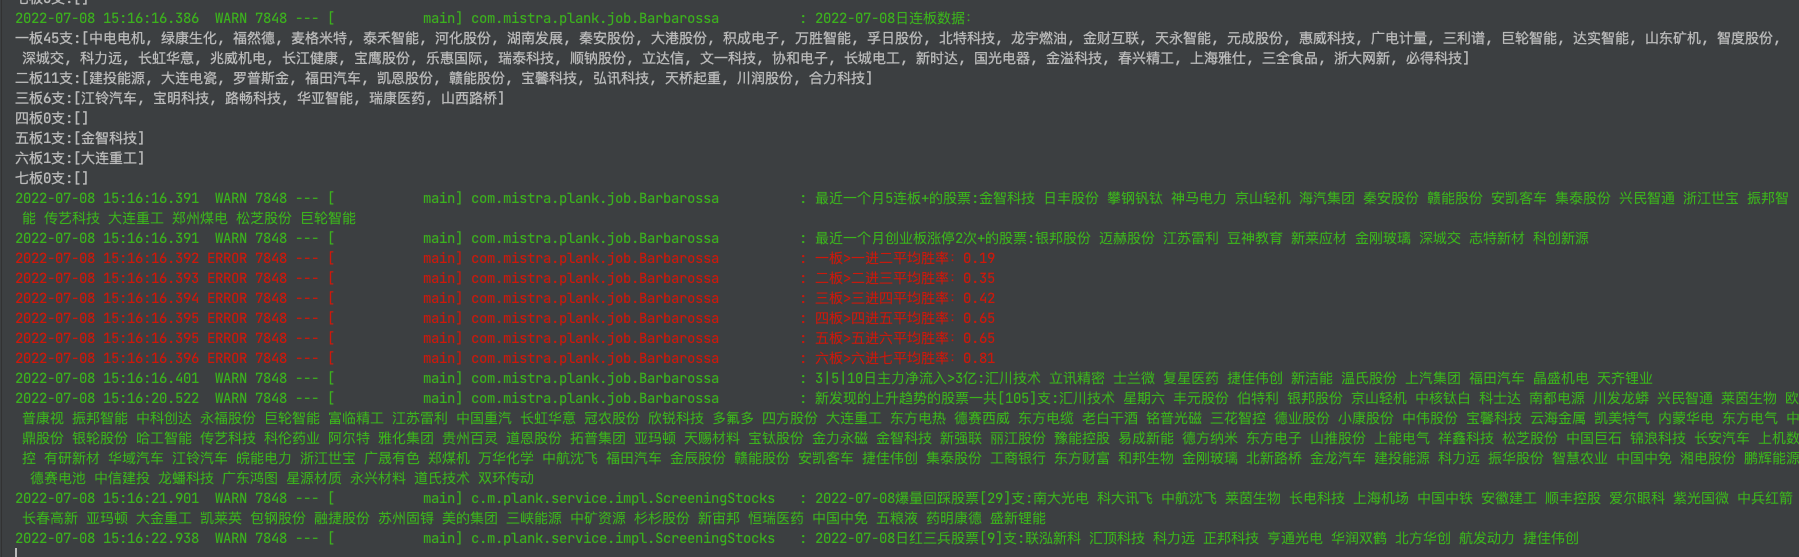 七板0支:[]
2022-07-08 15:16:16.386  WARN 7848 --- [           main] com.mistra.plank.job.Barbarossa          : 2022-07-08日连板数据:
一板45支:[中电电机, 绿康生化, 福然德, 麦格米特, 泰禾智能, 河化股份, 湖南发展, 秦安股份, 大港股份, 积成电子, 万胜智能, 孚日股份, 北特科技, 龙宇燃油, 金财互联, 天永智能, 元成股份, 惠威科技, 广电计量, 三利谱, 巨轮智能, 达实智能, 山东矿机, 智度股份,
深城交, 科力远, 长虹华意, 兆威机电, 长江健康, 宝鹰股份, 乐惠国际, 瑞泰科技, 顺钠股份, 立达信, 文一科技, 协和电子, 长城电工, 新时达, 国光电器, 金溢科技, 春兴精工, 上海雅仕, 三全食品, 浙大网新, 必得科技]
二板11支:[建投能源, 大连电瓷, 罗普斯金, 福田汽车, 凯恩股份, 赣能股份, 宝馨科技, 弘讯科技, 天桥起重, 川润股份, 合力科技]
三板6支:[江铃汽车, 宝明科技, 路畅科技, 华亚智能, 瑞康医药, 山西路桥]
四板0支:[]
五板1支:[金智科技]
六板1支:[大连重工]
七板0支:[]
2022-07-08 15:16:16.391  WARN 7848 --- [           main] com.mistra.plank.job.Barbarossa          : 最近一个月5连板+的股票:金智科技 日丰股份 攀钢钒钛 神马电力 京山轻机 海汽集团 秦安股份 赣能股份 安凯客车 集泰股份 兴民智通 浙江世宝 振邦智
能 传艺科技 大连重工 郑州煤电 松芝股份 巨轮智能
2022-07-08 15:16:16.391  WARN 7848 --- [           main] com.mistra.plank.job.Barbarossa          : 最近一个月创业板涨停2次+的股票:银邦股份 迈赫股份 江苏雷利 豆神教育 新莱应材 金刚玻璃 深城交 志特新材 科创新源
2022-07-08 15:16:16.392 ERROR 7848 --- [           main] com.mistra.plank.job.Barbarossa          : 一板>一进二平均胜率：0.19
2022-07-08 15:16:16.393 ERROR 7848 --- [           main] com.mistra.plank.job.Barbarossa          : 二板>二进三平均胜率：0.35
2022-07-08 15:16:16.394 ERROR 7848 --- [           main] com.mistra.plank.job.Barbarossa          : 三板>三进四平均胜率：0.42
2022-07-08 15:16:16.395 ERROR 7848 --- [           main] com.mistra.plank.job.Barbarossa          : 四板>四进五平均胜率：0.65
2022-07-08 15:16:16.395 ERROR 7848 --- [           main] com.mistra.plank.job.Barbarossa          : 五板>五进六平均胜率：0.65
2022-07-08 15:16:16.396 ERROR 7848 --- [           main] com.mistra.plank.job.Barbarossa          : 六板>六进七平均胜率：0.81
2022-07-08 15:16:16.401  WARN 7848 --- [           main] com.mistra.plank.job.Barbarossa          : 3|5|10日主力净流入>3亿:汇川技术 立讯精密 士兰微 复星医药 捷佳伟创 新洁能 温氏股份 上汽集团 福田汽车 晶盛机电 天齐锂业
2022-07-08 15:16:20.522  WARN 7848 --- [           main] com.mistra.plank.job.Barbarossa          : 新发现的上升趋势的股票一共[105]支:汇川技术 星期六 丰元股份 伯特利 银邦股份 京山轻机 中核钛白 科士达 南都电源 川发龙蟒 兴民智通 莱茵生物 欧
普康视 振邦智能 中科创达 永福股份 巨轮智能 富临精工 江苏雷利 中国重汽 长虹华意 冠农股份 欣锐科技 多氟多 四方股份 大连重工 东方电热 德赛西威 东方电缆 老白干酒 铭普光磁 三花智控 德业股份 小康股份 中伟股份 宝馨科技 云海金属 凯美特气 内蒙华电 东方电气 中
鼎股份 银轮股份 哈工智能 传艺科技 科伦药业 阿尔特 雅化集团 贵州百灵 道恩股份 拓普集团 亚玛顿 天赐材料 宝钛股份 金力永磁 金智科技 新强联 丽江股份 豫能控股 易成新能 德方纳米 东方电子 山推股份 上能电气 祥鑫科技 松芝股份 中国巨石 锦浪科技 长安汽车 上机数
控 有研新材 华域汽车 江铃汽车 皖能电力 浙江世宝 广晟有色 郑煤机 万华化学 中航沈飞 福田汽车 金辰股份 赣能股份 安凯客车 捷佳伟创 集泰股份 工商银行 东方财富 和邦生物 金刚玻璃 北新路桥 金龙汽车 建投能源 科力远 振华股份 智慧农业 中国中免 湘电股份 鹏辉能源
德赛电池 中信建投 龙蟠科技 广东鸿图 星源材质 永兴材料 道氏技术 双环传动
2022-07-08 15:16:21.901  WARN 7848 --- [           main] c.m.plank.service.impl.ScreeningStocks   : 2022-07-08爆量回踩股票[29]支:南大光电 科大讯飞 中航沈飞 莱茵生物 长电科技 上海机场 中国中铁 安徽建工 顺丰控股 爱尔眼科 紫光国微 中兵红箭
长春高新 亚玛顿 大金重工 凯莱英 包钢股份 融捷股份 苏州固锝 美的集团 三峡能源 中矿资源 杉杉股份 新宙邦 恒瑞医药 中国中免 五粮液 药明康德 盛新锂能
2022-07-08 15:16:22.938  WARN 7848 --- [           main] c.m.plank.service.impl.ScreeningStocks   : 2022-07-08日红三兵股票[9]支:联泓新科 汇顶科技 科力远 正邦科技 亨通光电 华润双鹤 北方华创 航发动力 捷佳伟创